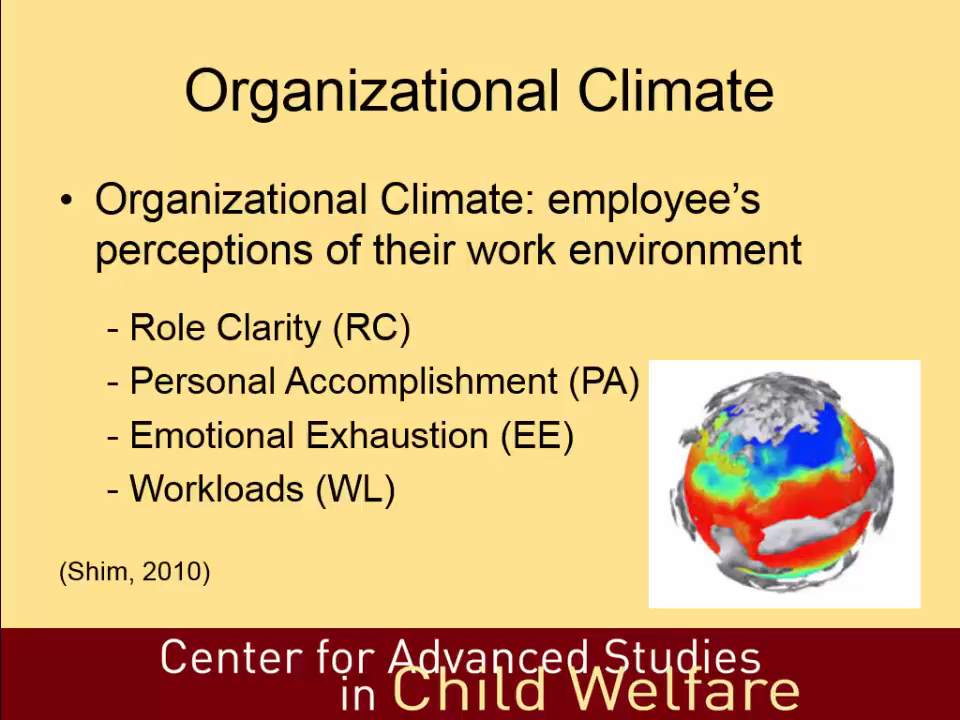 Organizational Climate
• Organizational Climate: employee’s
perceptions of their work environment
- Role Clarity (RC)
- Personal Accomplishment (PA)
- Emotional Exhaustion (EE)
- Workloads (WL)
(Shim, 2010)
Center for Advanced Studies
in Child Welfare